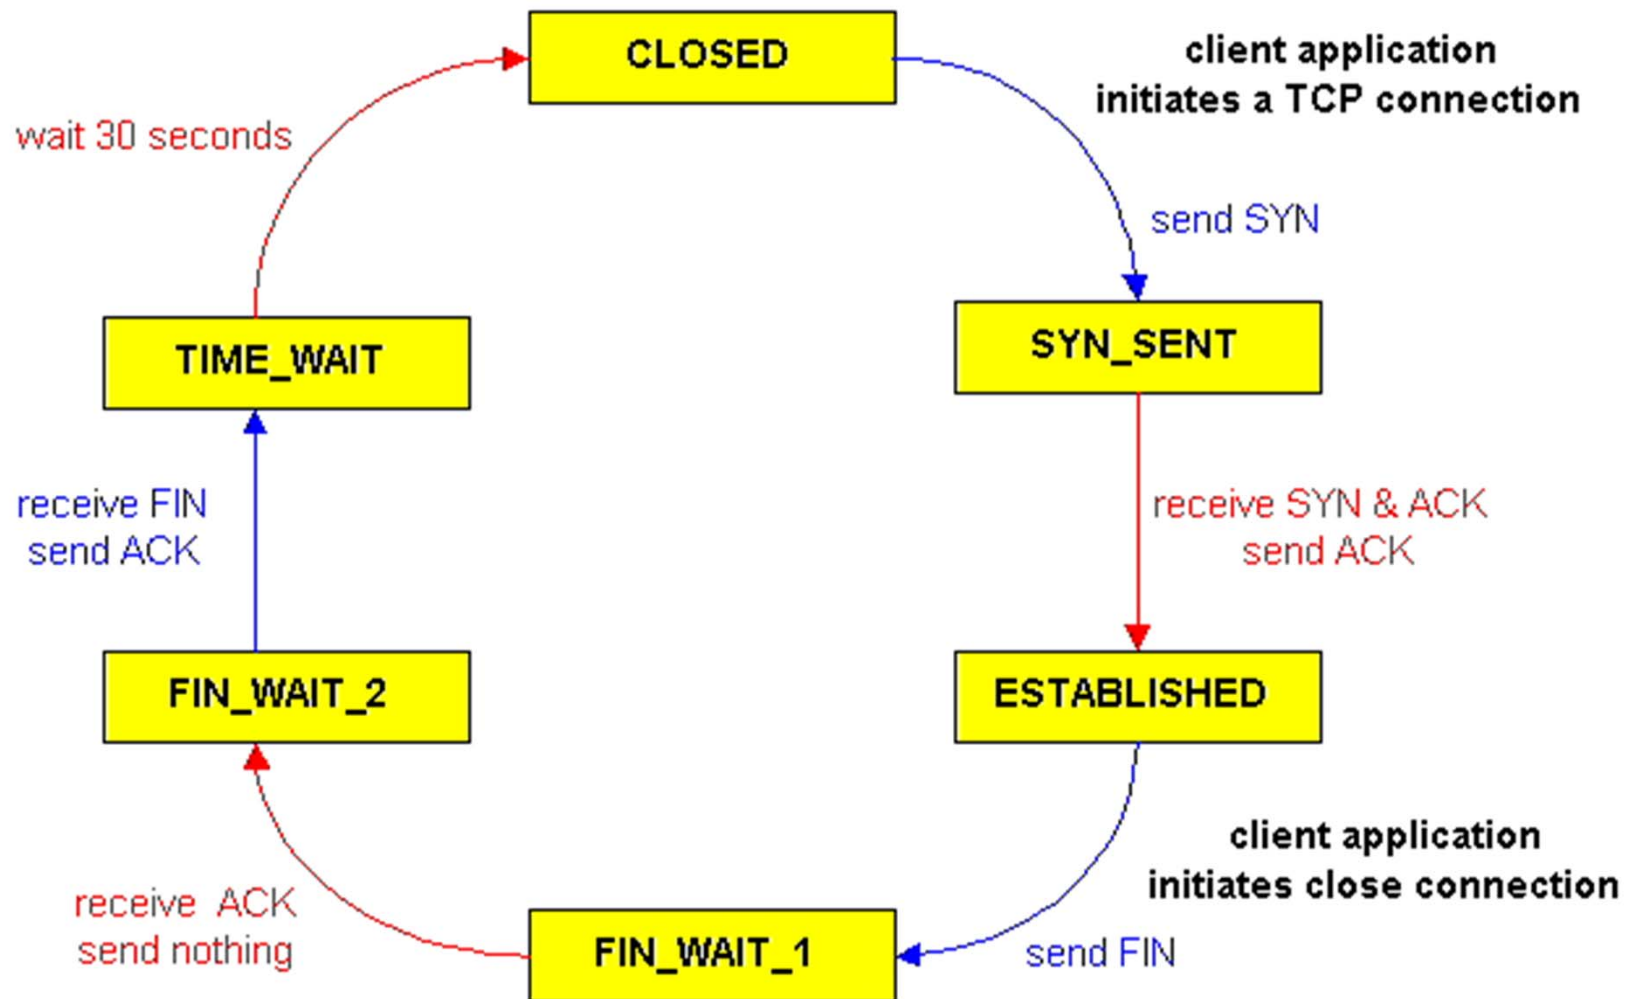 CLOSED
client application
initiates a TCP connection
wait 30 seconds
send SYN
TIME_WAIT
SYN_SENT
receive FIN
send ACK
receive SYN & ACK
send ACK
FIN_WAIT_2
ESTABLISHED
client application
initiates close connection
receive ACK
send nothing
FIN_WAIT_1
send FIN